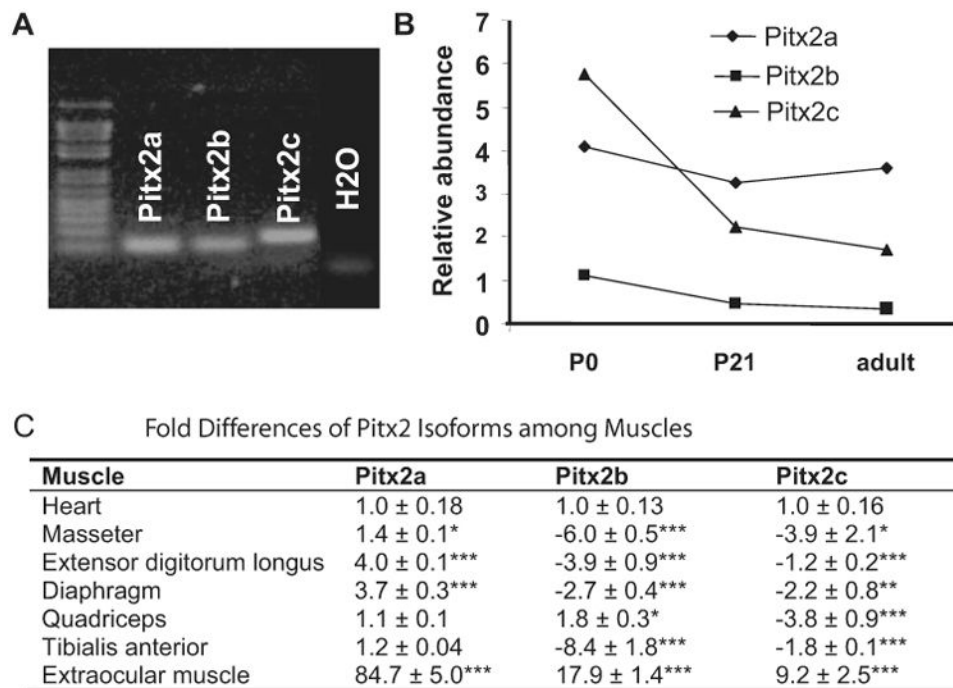 A
Pitx2a
Pitx2b
Pitx2c
H2O
B
Relative abundance
7
6
5
4
3
2
1
0
Pitx2a
Pitx2b
Pitx2c
P0 P21 adult
C Fold Differences of Pitx2 Isoforms among Muscles
Muscle Pitx2a Pitx2b Pitx2c
Heart 1.0 ± 0.18 1.0 ± 0.13 1.0 ± 0.16
Masseter 1.4 ± 0.1* -6.0 ± 0.5*** -3.9 ± 2.1*
Extensor digitorum longus 4.0 ± 0.1*** -3.9 ± 0.9*** -1.2 ± 0.2***
Diaphragm 3.7 ± 0.3*** -2.7 ± 0.4*** -2.2 ± 0.8**
Quadriceps 1.1 ± 0.1 1.8 ± 0.3* -3.8 ± 0.9***
Tibialis anterior 1.2 ± 0.04 -8.4 ± 1.8*** -1.8 ± 0.1***
Extraocular muscle 84.7 ± 5.0*** 17.9 ± 1.4*** 9.2 ± 2.5***